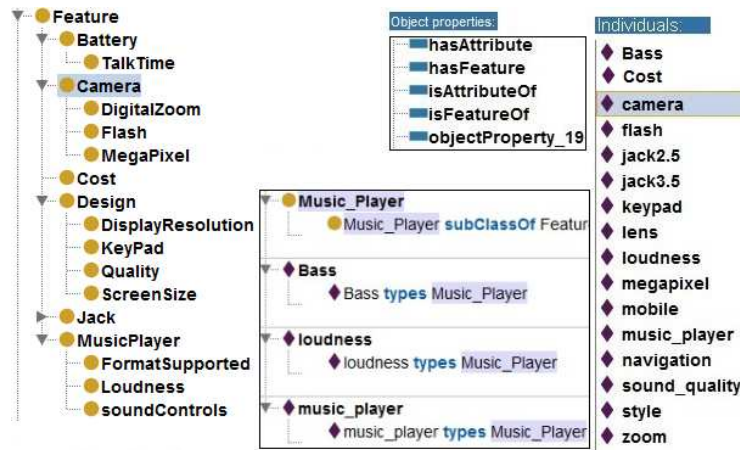 Feature
Battery
TalkTime
Camera
DigitalZoom
Flash
MegaPixel
Cost
Design
DisplayResolution
KeyPad
Quality
ScreenSize
Jack
MusicPlayer
FormatSupported
Loudness
soundControls
Object properties:
hasAttribute
hasFeature
isAttributeOf
isFeatureOf
objectProperty_19
Music_Player
Music_Player subClassOf Featur
Bass
Bass types Music_Player
loudness
loudness types Music_Player
music_player
music_player types Music_Player
Individuals:
Bass
Cost
camera
flash
jack2.5
jack3.5
keypad
lens
loudness
megapixel
mobile
music_player
navigation
sound_quality
style
zoom